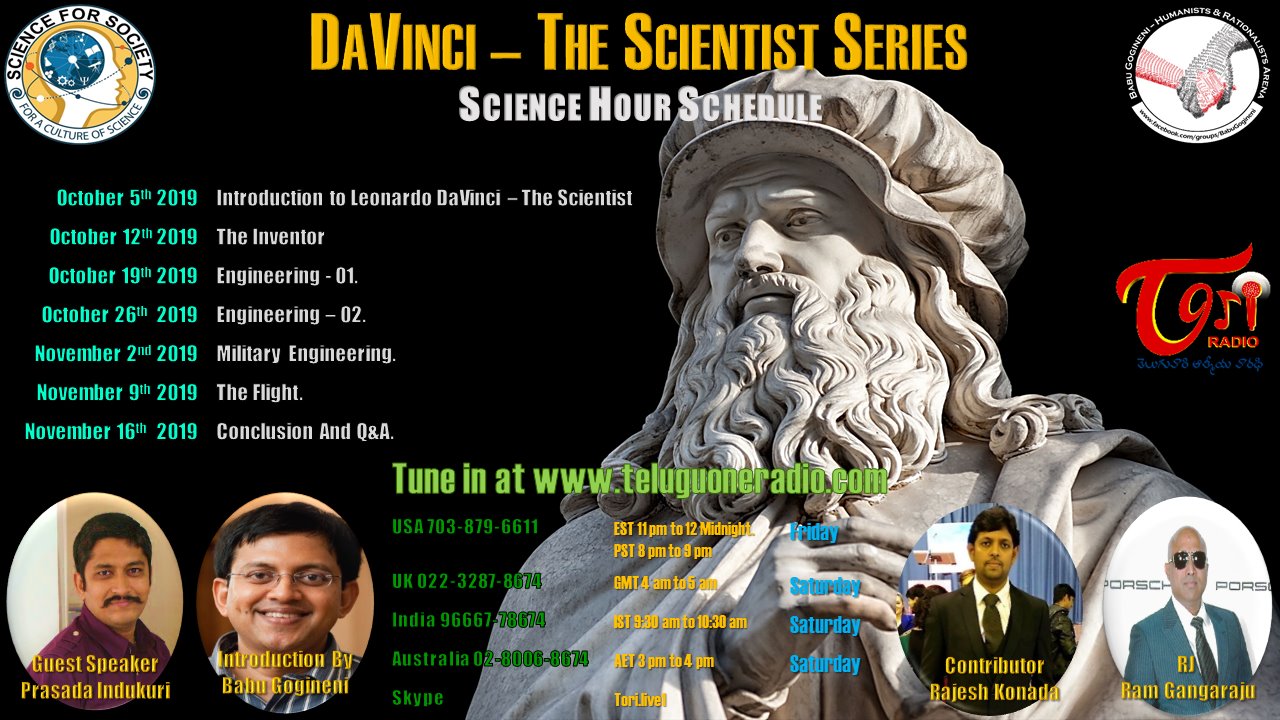 SCIENCE FOR SOCIETY
FOR A CULTURE OF SCIENCE
DAVINCI – THE SCIENTIST SERIES
SCIENCE HOUR SCHEDULE
BABU GOGINENI - HUMANISTS & RATIONALISTS ARENA
www.facebook.com/groups/BabuGogineni
October 5th 2019 Introduction to Leonardo DaVinci – The Scientist
October 12th 2019 The Inventor
October 19th 2019 Engineering - 01.
October 26th 2019 Engineering – 02.
November 2nd 2019 Military Engineering.
November 9th 2019 The Flight.
November 16th 2019 Conclusion And Q&A.
RADIO
తెలుగువారి ఆత్మీయ వారధి
Tune in at www.teluguoneradio.com
USA 703-879-6611 EST 11 pm to 12 Midnight. Friday
PST 8 pm to 9 pm
UK 022-3287-8674 GMT 4 am to 5 am Saturday
India 96667-78674 IST 9:30 am to 10:30 am Saturday
Australia 02-8006-8674 AET 3 pm to 4 pm Saturday
Skype Tori.live1
Guest Speaker
Prasada Indukuri
Introduction By
Babu Gogineni
Contributor
Rajesh Konada
PORSCH PORSC
RJ
Ram Gangaraju